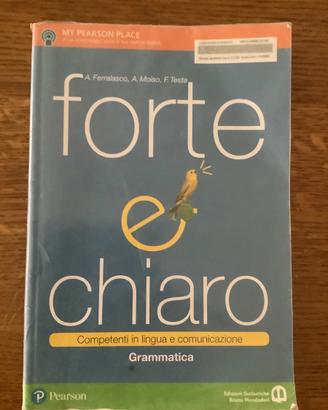 MY PEARSON PLACE
A. Ferralasco, A. Moiso, F. Testa
forte
e
chiaro
Competenti in lingua e comunicazione
Grammatica
Pearson
Edizioni Scolastiche
Bruno Mondadori